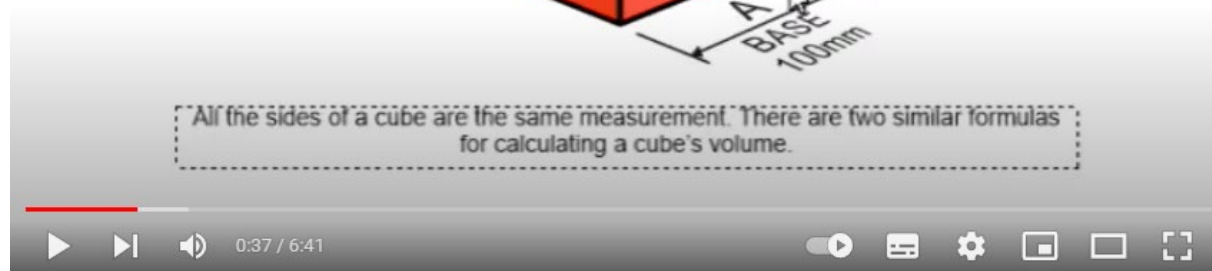 A
BASE
100mm
All the sides of a cube are the same measurement. There are two similar formulas
for calculating a cube's volume.
0:37 / 6:41